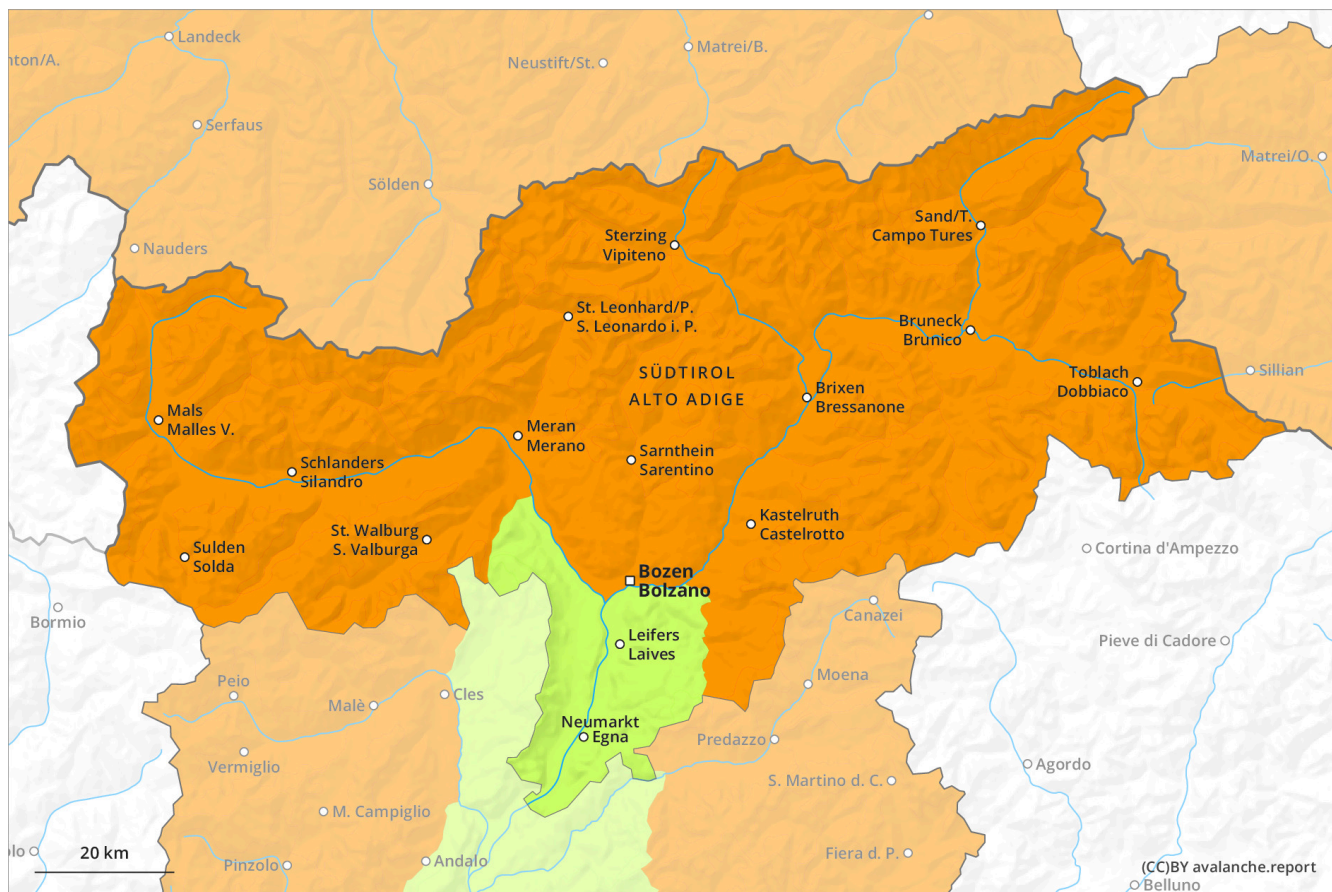 Landeck
Matrei/B.
nton/A.
Neustift/St.
Serfaus
Matrei/O.
Sölden
Sand/T.
Campo Tures
Sterzing
Vipiteno
Nauders
St. Leonhard/P.
S. Leonardo i. P.
Bruneck
Brunico
SÜDTIROL
ALTO ADIGE
Toblach
Dobbiaco
Sillian
Brixen
Bressanone
Mals
Malles V.
Meran
Merano
Schlanders
Silandro
Sarnthein
Sarentino
Kastelruth
Castelrotto
St. Walburg
S. Valburga
Sulden
Solda
Cortina d'Ampezzo
Bozen
Bolzano
Bormio
Canazei
Leifers
Laives
Pieve di Cadore
Moena
Peio
Cles
Malè
Neumarkt
Egna
Predazzo
Vermiglio
Agordo
S. Martino d. C.
M. Campiglio
olo
20 km
Pinzolo
Andalo
Fiera d. P.
(CC)BY avalanche.report
Belluno